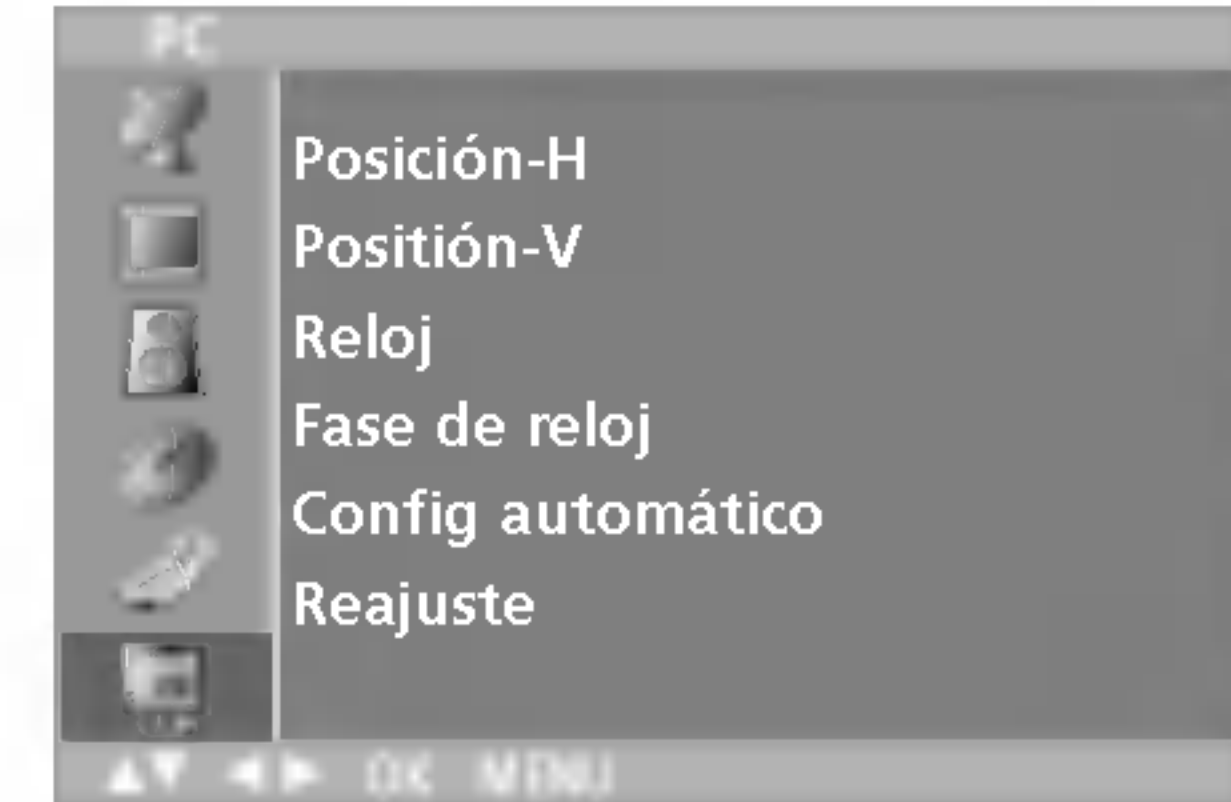 PC
Posición-H
Positión-V
Reloj
Fase de reloj
Config automático
Reajuste
▲▼ ◀▶ OK MENU